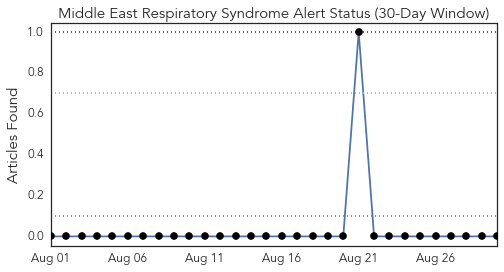 Middle East Respiratory Syndrome Alert Status (30-Day Window)
Articles Found
1.0
0.8
0.6
0.4
0.2
0.0
Aug 01 Aug 06 Aug 11 Aug 16 Aug 21 Aug 26